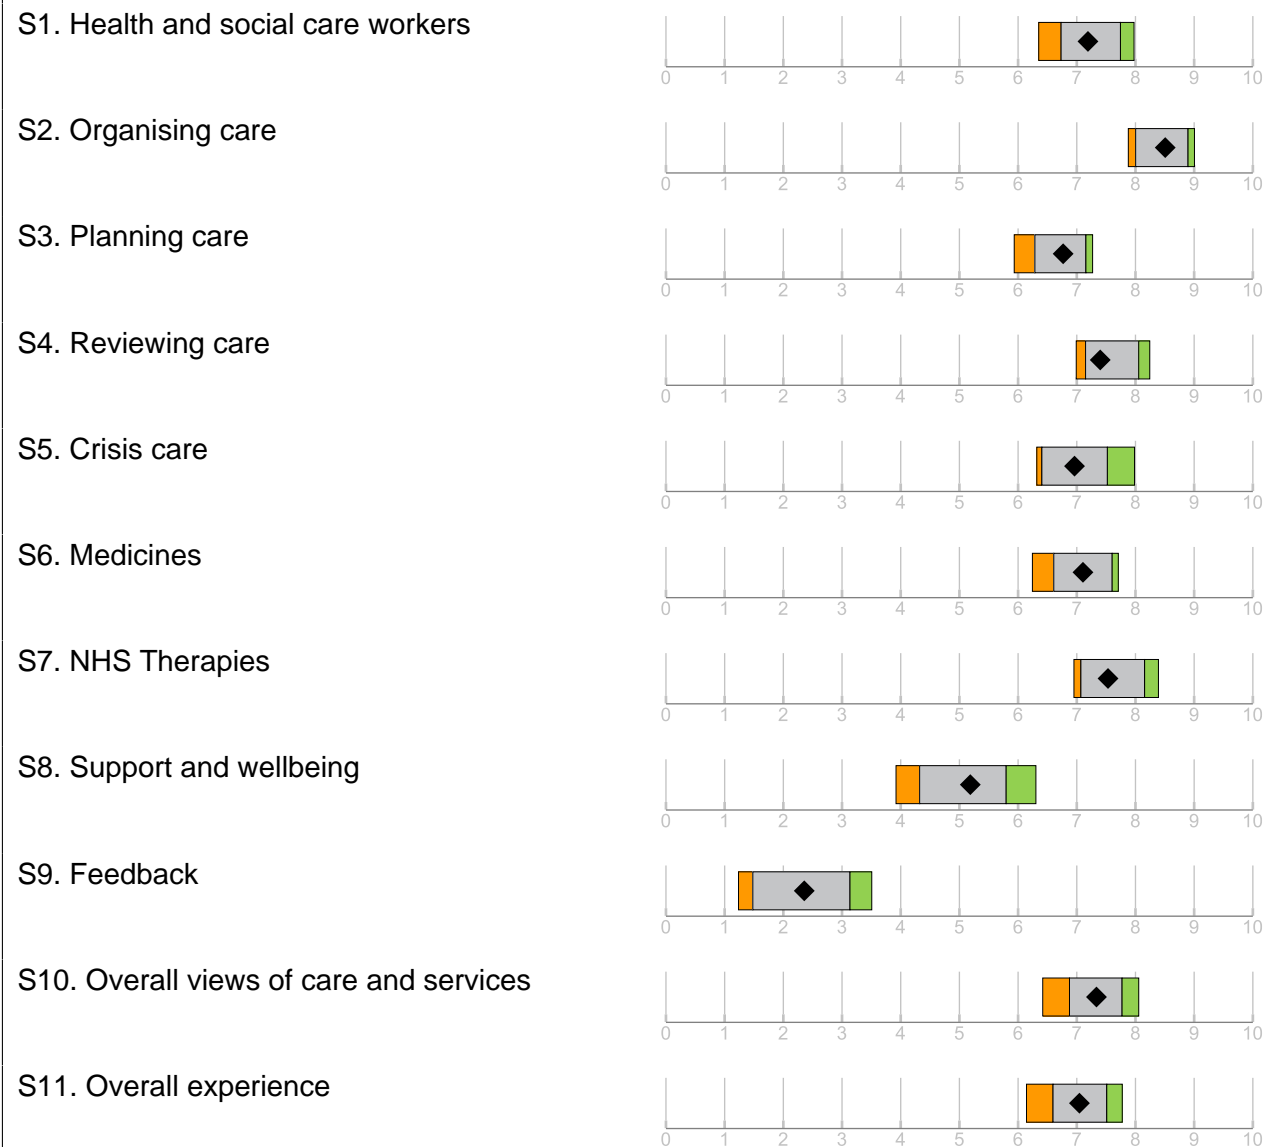 S1. Health and social care workers
0 1 2 3 4 5 6 7 8 9 10
S2. Organising care
0 1 2 3 4 5 6 7 8 9 10
S3. Planning care
0 1 2 3 4 5 6 7 8 9 10
S4. Reviewing care
0 1 2 3 4 5 6 7 8 9 10
S5. Crisis care
0 1 2 3 4 5 6 7 8 9 10
S6. Medicines
0 1 2 3 4 5 6 7 8 9 10
S7. NHS Therapies
0 1 2 3 4 5 6 7 8 9 10
S8. Support and wellbeing
0 1 2 3 4 5 6 7 8 9 10
S9. Feedback
0 1 2 3 4 5 6 7 8 9 10
S10. Overall views of care and services
0 1 2 3 4 5 6 7 8 9 10
S11. Overall experience
0 1 2 3 4 5 6 7 8 9 10